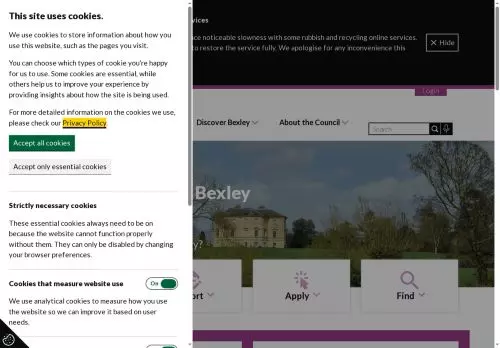 This site uses cookies.
We use cookies to store information about how you
use this website, such as the pages you visit.
You can choose which types of cookie you're happy
for us to use. Some cookies are essential, while
others help us to improve your experience by
providing insights about how the site is being used.
For more detailed information on the cookies we use,
please check our Privacy Policy.
Accept all cookies
Accept only essential cookies
Strictly necessary cookies
These essential cookies always need to be on
because the website cannot function properly
without them. They can only be disabled by changing
your browser preferences.
Cookies that measure website use
On
We use analytical cookies to measure how you use
the website so we can improve it based on user
needs.
vices
ce noticeable slowness with some rubbish and recycling online services.
to restore the service fully. We apologise for any inconvenience this
Hide
Login
Discover Bexley
About the Council
Search
Bexley
y?
ort
Apply
Find